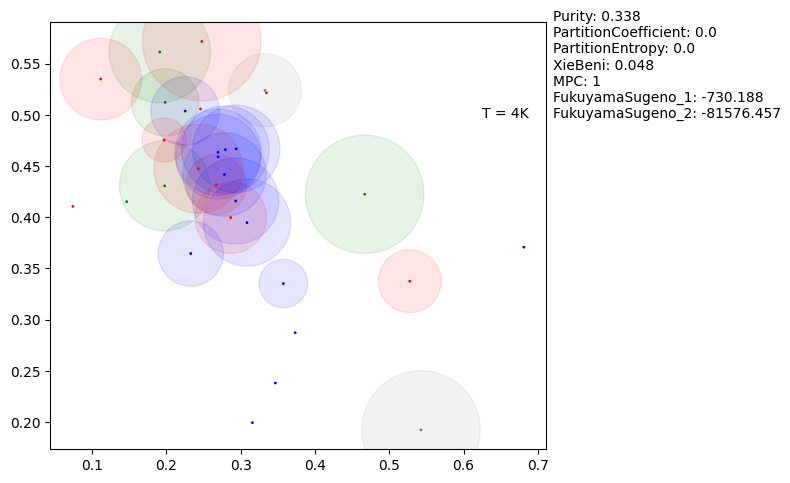 Purity: 0.338
PartitionCoefficient: 0.0
PartitionEntropy: 0.0
XieBeni: 0.048
MPC: 1
FukuyamaSugeno_1: -730.188
FukuyamaSugeno_2: -81576.457
T = 4K
0.55
0.50
0.45
0.40
0.35
0.30
0.25
0.20
0.1 0.2 0.3 0.4 0.5 0.6 0.7